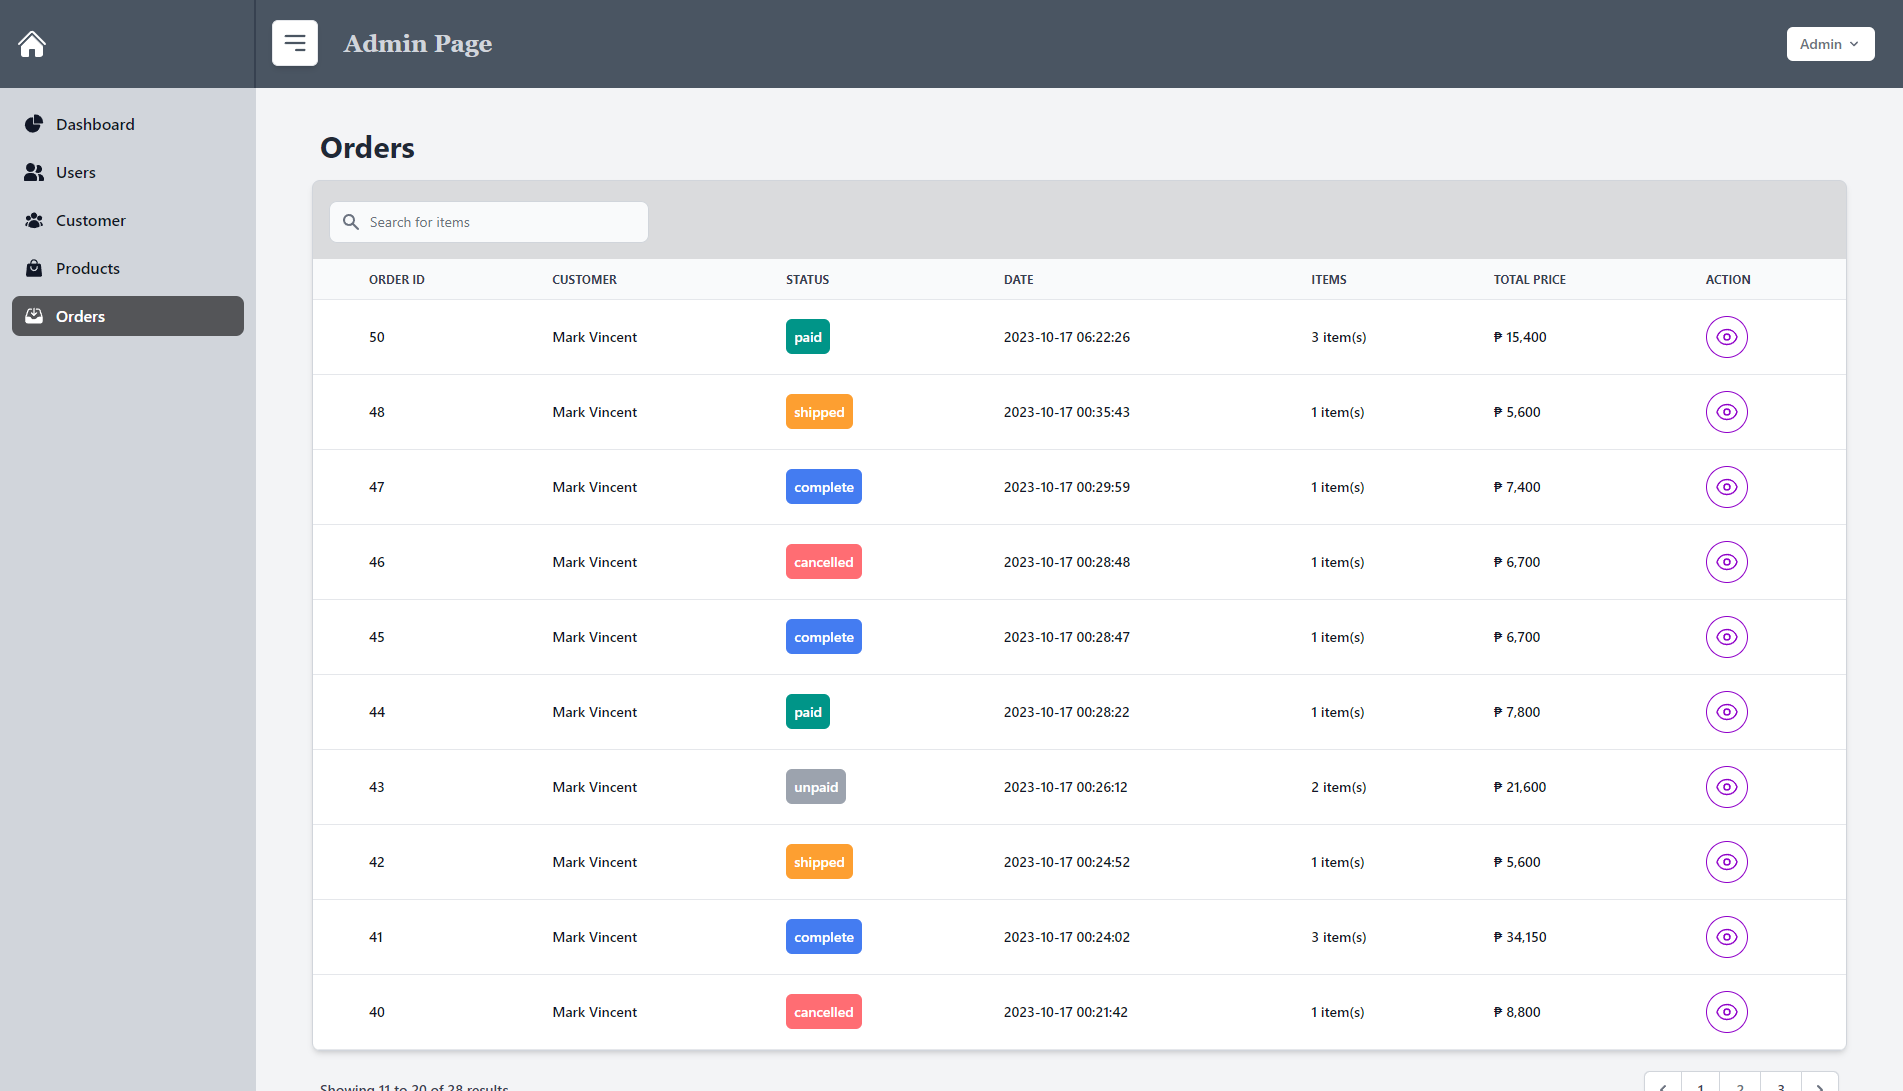 Admin Page
Admin
Dashboard
Users
Customer
Products
Orders
Orders
Search for items
ORDER ID CUSTOMER STATUS DATE ITEMS TOTAL PRICE ACTION
50 Mark Vincent paid 2023-10-17 06:22:26 3 item(s) ₱ 15,400
48 Mark Vincent shipped 2023-10-17 00:35:43 1 item(s) ₱ 5,600
47 Mark Vincent complete 2023-10-17 00:29:59 1 item(s) ₱ 7,400
46 Mark Vincent cancelled 2023-10-17 00:28:48 1 item(s) ₱ 6,700
45 Mark Vincent complete 2023-10-17 00:28:47 1 item(s) ₱ 6,700
44 Mark Vincent paid 2023-10-17 00:28:22 1 item(s) ₱ 7,800
43 Mark Vincent unpaid 2023-10-17 00:26:12 2 item(s) ₱ 21,600
42 Mark Vincent shipped 2023-10-17 00:24:52 1 item(s) ₱ 5,600
41 Mark Vincent complete 2023-10-17 00:24:02 3 item(s) ₱ 34,150
40 Mark Vincent cancelled 2023-10-17 00:21:42 1 item(s) ₱ 8,800
Showing 11 to 20 of 28 results
1 2 3